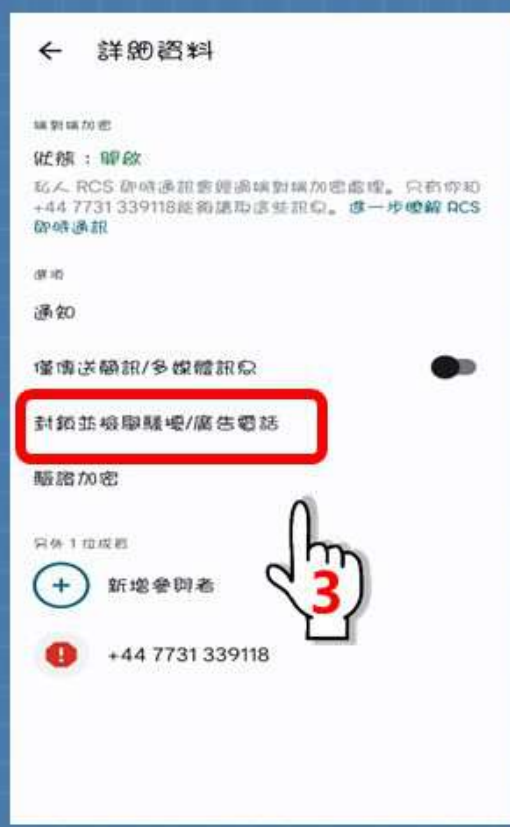 ← 詳細資料
端對端加密
狀態：開啟
私人 RCS 即時通訊會經過端對端加密處理。只有你和
+44 7731 339118能夠讀取這些訊息。進一步瞭解 RCS
即時通訊
選項
通知
僅傳送簡訊/多媒體訊息
封鎖並檢舉騷擾/廣告電話
驗證加密
3
另外 1 位成員
新增參與者
+44 7731 339118